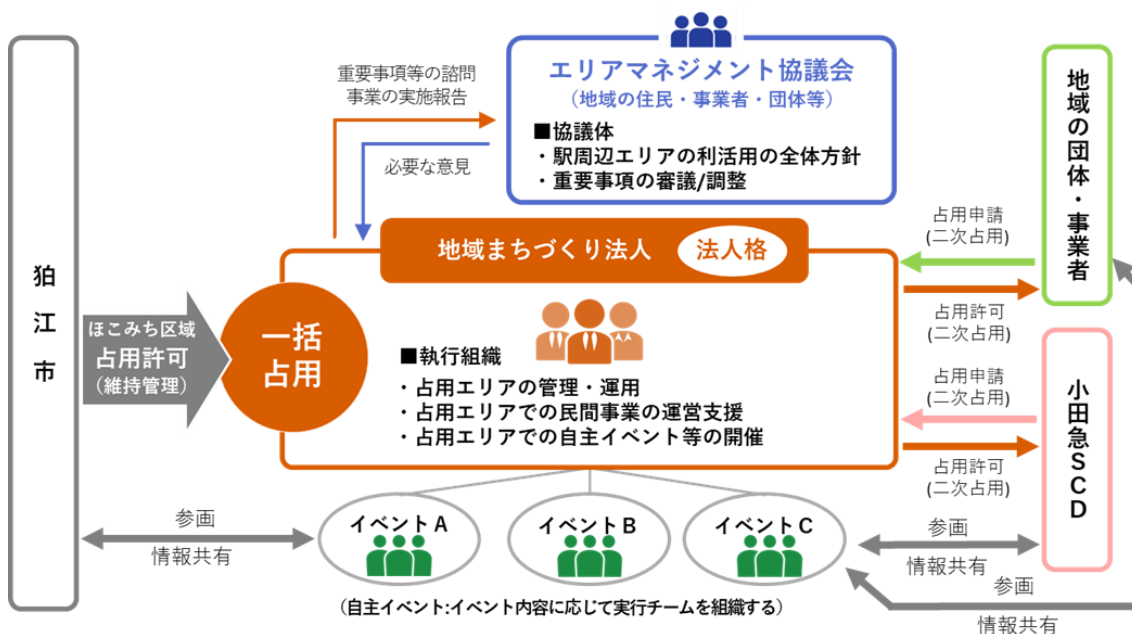 狛江市
ほこみち区域
占用許可
（維持管理）
一括
占用
重要事項等の諮問
事業の実施報告
必要な意見
エリアマネジメント協議会
（地域の住民・事業者・団体等）
■協議体
・駅周辺エリアの利活用の全体方針
・重要事項の審議/調整
地域まちづくり法人
法人格
■執行組織
・占用エリアの管理・運用
・占用エリアでの民間事業の運営支援
・占用エリアでの自主イベント等の開催
占用申請
(二次占用)
占用許可
(二次占用)
地域の団体・事業者
占用申請
(二次占用)
占用許可
(二次占用)
小田急SCD
参画
情報共有
イベントA
イベントB
イベントC
参画
情報共有
参画
情報共有
（自主イベント:イベント内容に応じて実行チームを組織する）